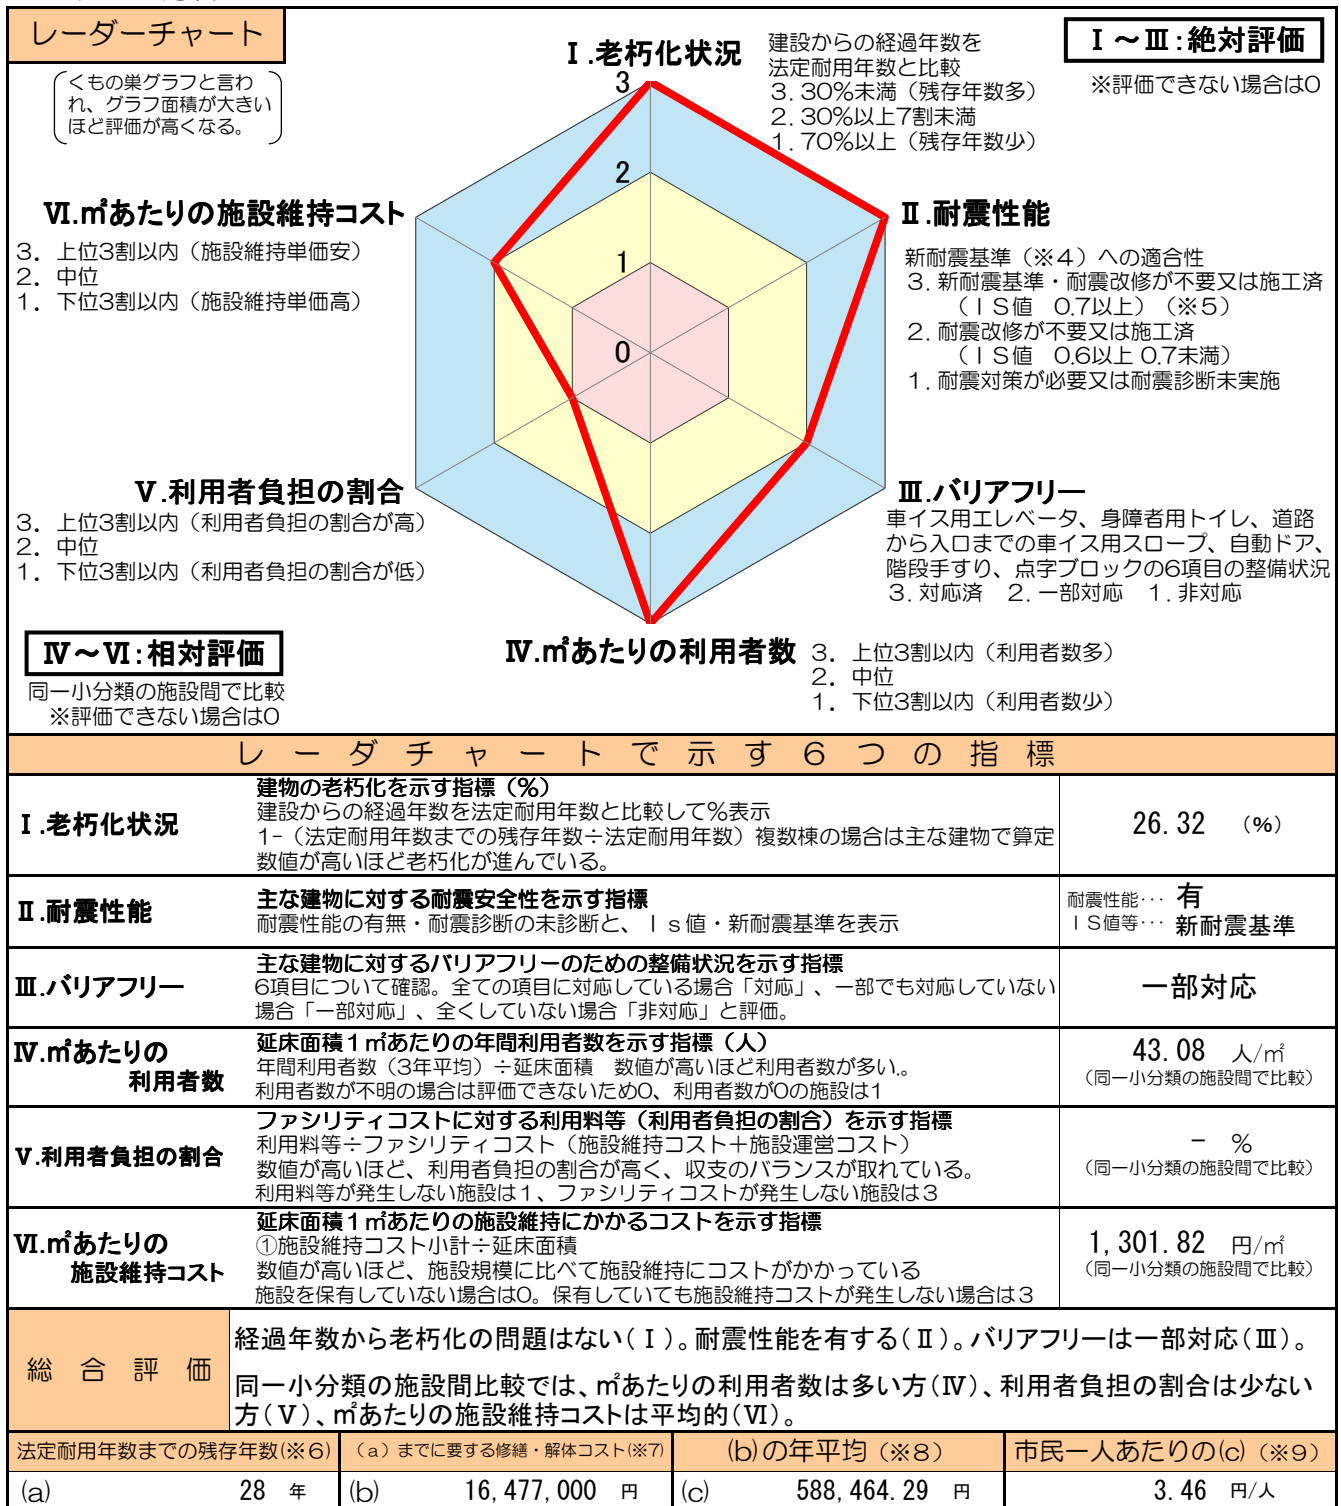 レーダーチャート
くもの巣グラフと言わ
れ、グラフ面積が大きい
ほど評価が高くなる。
Ⅰ.老朽化状況
建設からの経過年数を
法定耐用年数と比較
3.30%未満（残存年数多）
2.30%以上7割未満
1.70%以上（残存年数少）
Ⅰ～Ⅲ:絶対評価
※評価できない場合は0
3
2
1
0
Ⅵ.㎡あたりの施設維持コスト
3. 上位3割以内（施設維持単価安）
2. 中位
1. 下位3割以内（施設維持単価高）
Ⅱ.耐震性能
新耐震基準（※4）への適合性
3.新耐震基準・耐震改修が不要又は施工済
（ＩＳ値 0.7以上）（※5）
2.耐震改修が不要又は施工済
（ＩＳ値 0.6以上 0.7未満）
1.耐震対策が必要又は耐震診断未実施
Ⅴ.利用者負担の割合
3. 上位3割以内（利用者負担の割合が高）
2. 中位
1. 下位3割以内（利用者負担の割合が低）
Ⅲ.バリアフリー
車イス用エレベータ、身障者用トイレ、道路
から入口までの車イス用スロープ、自動ドア、
階段手すり、点字ブロックの6項目の整備状況
3.対応済 2.一部対応 1.非対応
Ⅳ～Ⅵ:相対評価
同一小分類の施設間で比較
※評価できない場合は0
Ⅳ.㎡あたりの利用者数
3. 上位3割以内（利用者数多）
2. 中位
1. 下位3割以内（利用者数少）
レーダチャートで示す6つの指標
Ⅰ.老朽化状況
建物の老朽化を示す指標（%）
建設からの経過年数を法定耐用年数と比較して%表示
1-（法定耐用年数までの残存年数÷法定耐用年数）複数棟の場合は主な建物で算定
数値が高いほど老朽化が進んでいる。
26.32 （%）
Ⅱ.耐震性能
主な建物に対する耐震安全性を示す指標
耐震性能の有無・耐震診断の未診断と、Ｉｓ値・新耐震基準を表示
耐震性能… 有
ＩＳ値等… 新耐震基準
Ⅲ.バリアフリー
主な建物に対するバリアフリーのための整備状況を示す指標
6項目について確認。全ての項目に対応している場合「対応」、一部でも対応していない
場合「一部対応」、全くしていない場合「非対応」と評価。
一部対応
Ⅳ.㎡あたりの
利用者数
延床面積1㎡あたりの年間利用者数を示す指標（人）
年間利用者数（3年平均）÷延床面積 数値が高いほど利用者数が多い。
利用者数が不明の場合は評価できないため0、利用者数が0の施設は1
43.08 人/㎡
（同一小分類の施設間で比較）
Ⅴ.利用者負担の割合
ファシリティコストに対する利用料等（利用者負担の割合）を示す指標
利用料等÷ファシリティコスト（施設維持コスト＋施設運営コスト）
数値が高いほど、利用者負担の割合が高く、収支のバランスが取れている。
利用料等が発生しない施設は1、ファシリティコストが発生しない施設は3
- %
（同一小分類の施設間で比較）
Ⅵ.㎡あたりの
施設維持コスト
延床面積1㎡あたりの施設維持にかかるコストを示す指標
①施設維持コスト小計÷延床面積
数値が高いほど、施設規模に比べて施設維持にコストがかかっている
施設を保有していない場合は0。保有していても施設維持コストが発生しない場合は3
1,301.82 円/㎡
（同一小分類の施設間で比較）
総合評価
経過年数から老朽化の問題はない(Ⅰ)。耐震性能を有する(Ⅱ)。バリアフリーは一部対応(Ⅲ)。
同一小分類の施設間比較では、㎡あたりの利用者数は多い方(Ⅳ)、利用者負担の割合は少ない
方(Ⅴ)、㎡あたりの施設維持コストは平均的(Ⅵ)。
法定耐用年数までの残存年数(※6)
（a）までに要する修繕・解体コスト(※7)
(b)の年平均（※8）
市民一人あたりの(c)（※9）
(a) 28 年
(b) 16,477,000 円
(c) 588,464.29 円
3.46 円/人